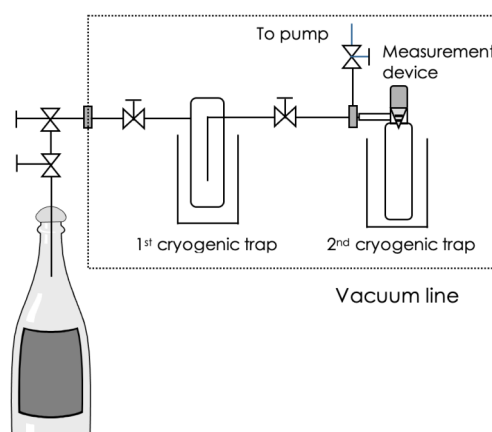 To pump
Measurement
device
1st cryogenic trap
2nd cryogenic trap
Vacuum line